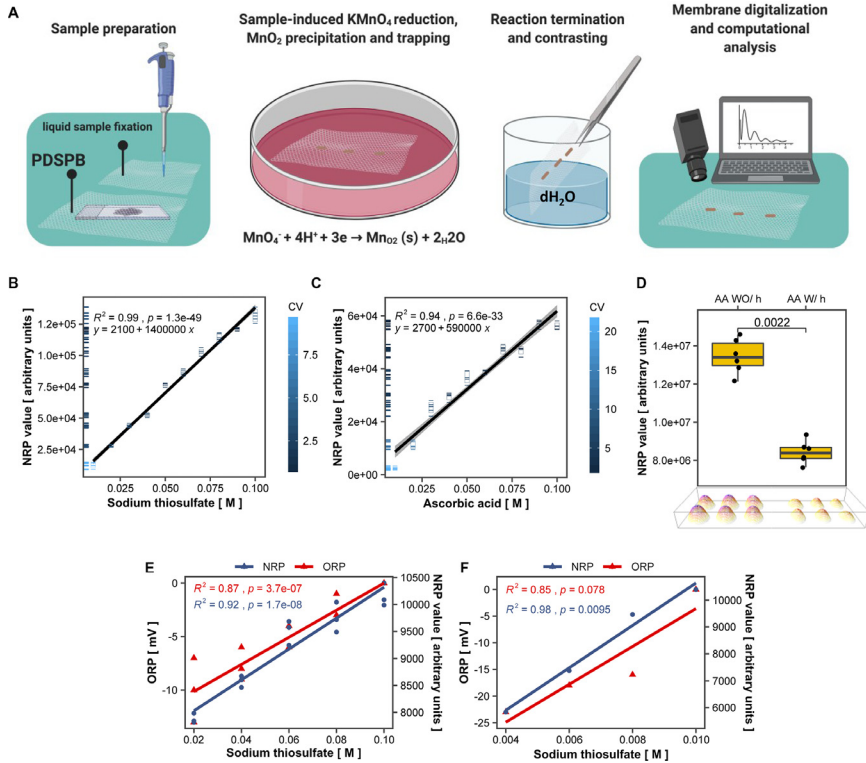 A
Sample preparation
liquid sample fixation
PDSPB
Sample-induced KMnO4 reduction,
MnO2 precipitation and trapping
MnO4- + 4H+ + 3e → MnO2 (s) + 2H2O
Reaction termination
and contrasting
dH2O
Membrane digitalization
and computational
analysis
B
NRP value [ arbitrary units ]
1.2e+05
1.0e+05
7.5e+04
5.0e+04
2.5e+04
R2 = 0.99 , p = 1.3e-49
y = 2100 + 1400000 x
0.025
0.050
0.075
0.100
Sodium thiosulfate [ M ]
CV
7.5
5.0
2.5
C
NRP value [ arbitrary units ]
6e+04
4e+04
2e+04
0e+00
R2 = 0.94 , p = 6.6e-33
y = 2700 + 590000 x
0.025
0.050
0.075
0.100
Ascorbic acid [ M ]
CV
20
15
10
5
D
AA WO/ h
AA W/ h
0.0022
NRP value [ arbitrary units ]
1.4e+07
1.0e+07
8.0e+06
E
NRP
ORP
R2 = 0.87 , p = 3.7e-07
R2 = 0.92 , p = 1.7e-08
ORP [ mV ]
0
-5
-10
0.02
0.04
0.06
0.08
0.10
Sodium thiosulfate [ M ]
10500
10000
9500
9000
8500
8000
NRP value [ arbitrary
units ]
F
NRP
ORP
R2 = 0.85 , p = 0.078
R2 = 0.98 , p = 0.0095
ORP [ mV ]
0
-5
-10
-15
-20
-25
0.004
0.006
0.008
0.010
Sodium thiosulfate [ M ]
10000
9000
8000
7000
6000
NRP value [ arbitrary
units ]